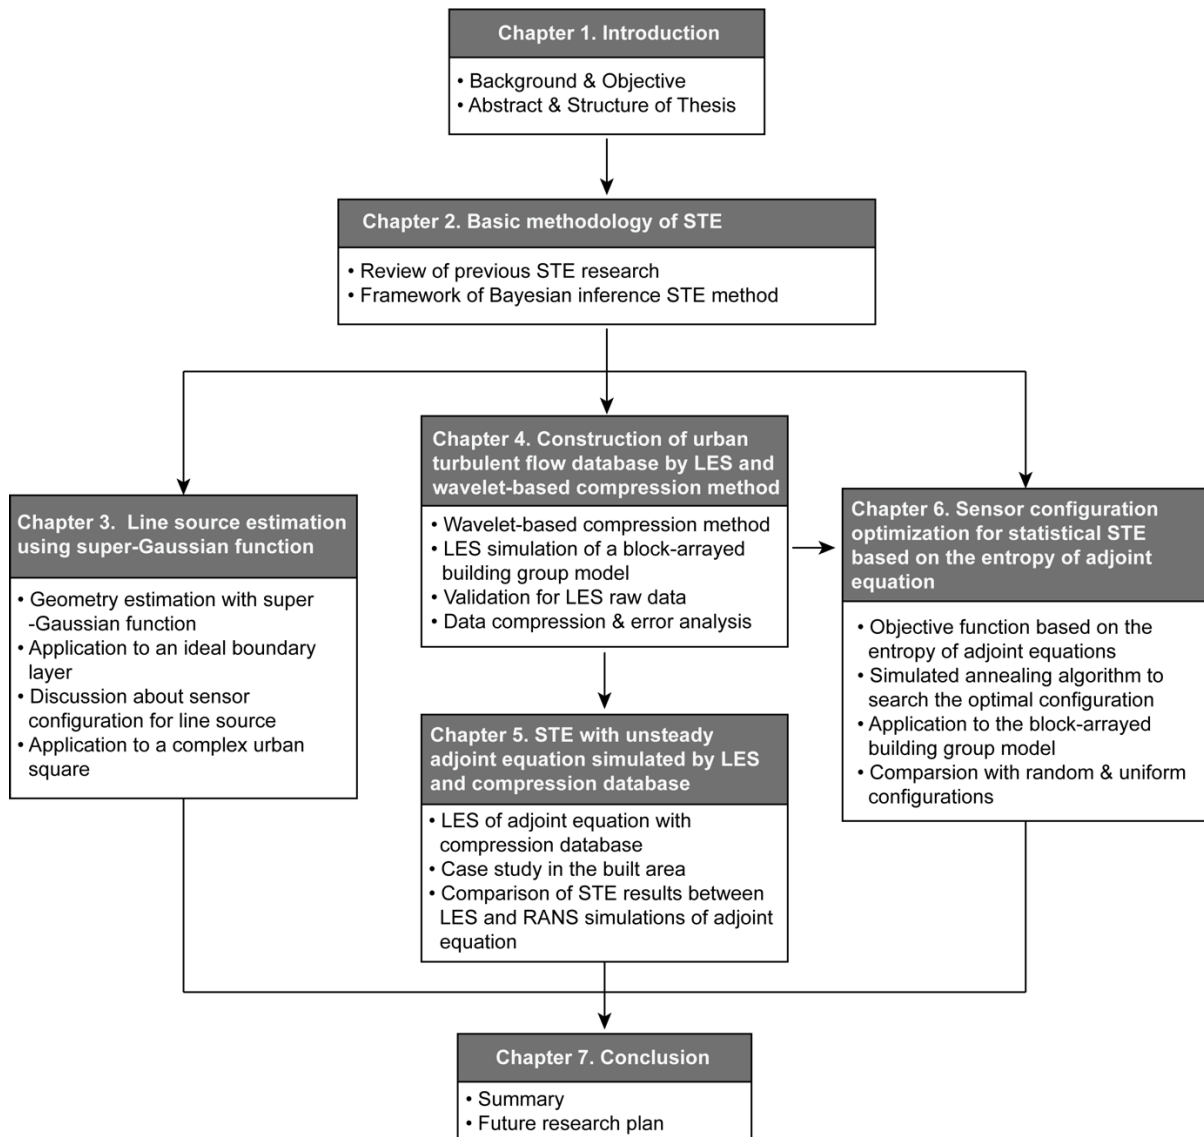 Chapter 1. Introduction
• Background & Objective
• Abstract & Structure of Thesis
Chapter 2. Basic methodology of STE
• Review of previous STE research
• Framework of Bayesian inference STE method
Chapter 3.  Line source estimation
using super-Gaussian function
• Geometry estimation with super
-Gaussian function
• Application to an ideal boundary
layer
• Discussion about sensor
configuration for line source
• Application to a complex urban
square
Chapter 4. Construction of urban
turbulent flow database by LES and
wavelet-based compression method
• Wavelet-based compression method
• LES simulation of a block-arrayed
building group model
• Validation for LES raw data
• Data compression & error analysis
Chapter 5. STE with unsteady
adjoint equation simulated by LES
and compression database
• LES of adjoint equation with
compression database
• Case study in the built area
• Comparison of STE results between
LES and RANS simulations of adjoint
equation
Chapter 6. Sensor configuration
optimization for statistical STE
based on the entropy of adjoint
equation
• Objective function based on the
entropy of adjoint equations
• Simulated annealing algorithm to
search the optimal configuration
• Application to the block-arrayed
building group model
• Comparsion with random & uniform
configurations
Chapter 7. Conclusion
• Summary
• Future research plan